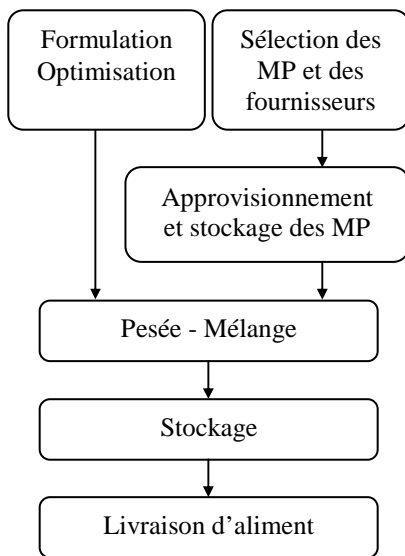 Formulation
Optimisation
Sélection des
MP et des
fournisseurs
Approvisionnement
et stockage des MP
Pesée - Mélange
Stockage
Livraison d’aliment